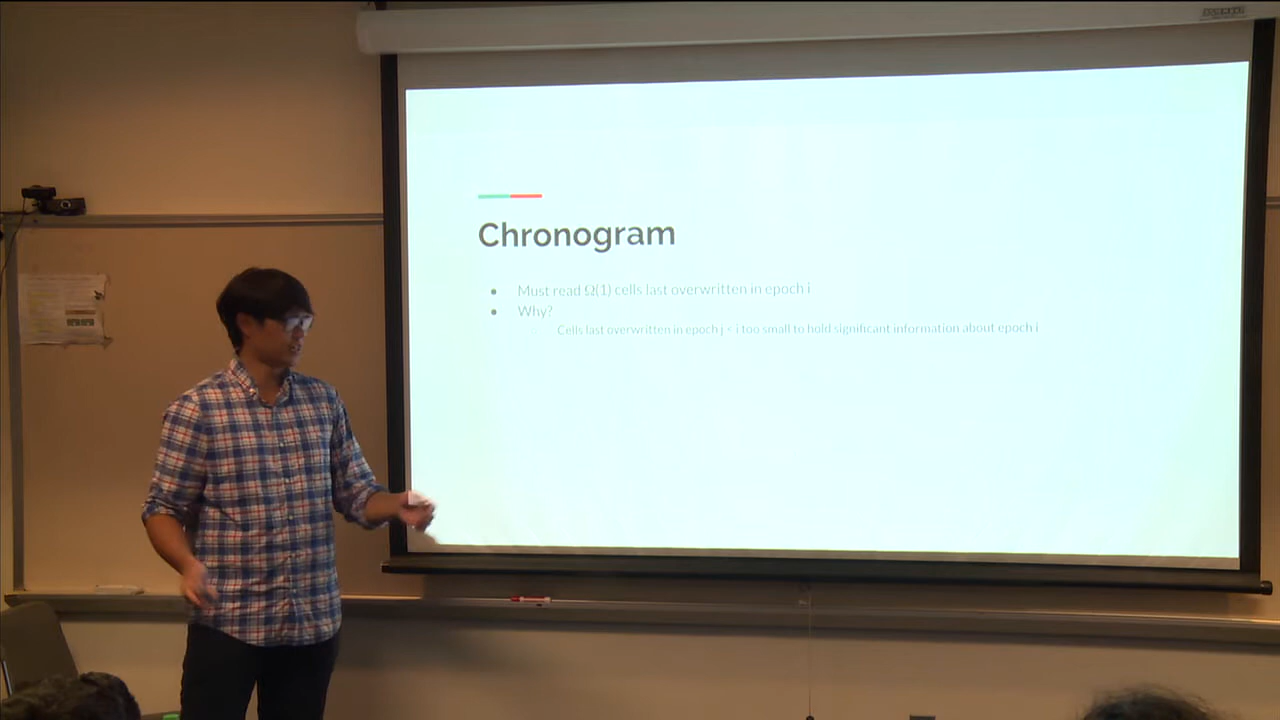 Chronogram
Must read Ω(1) cells last overwritten in epoch i
Why?
Cells last overwritten in epoch j < i too small to hold significant information about epoch i